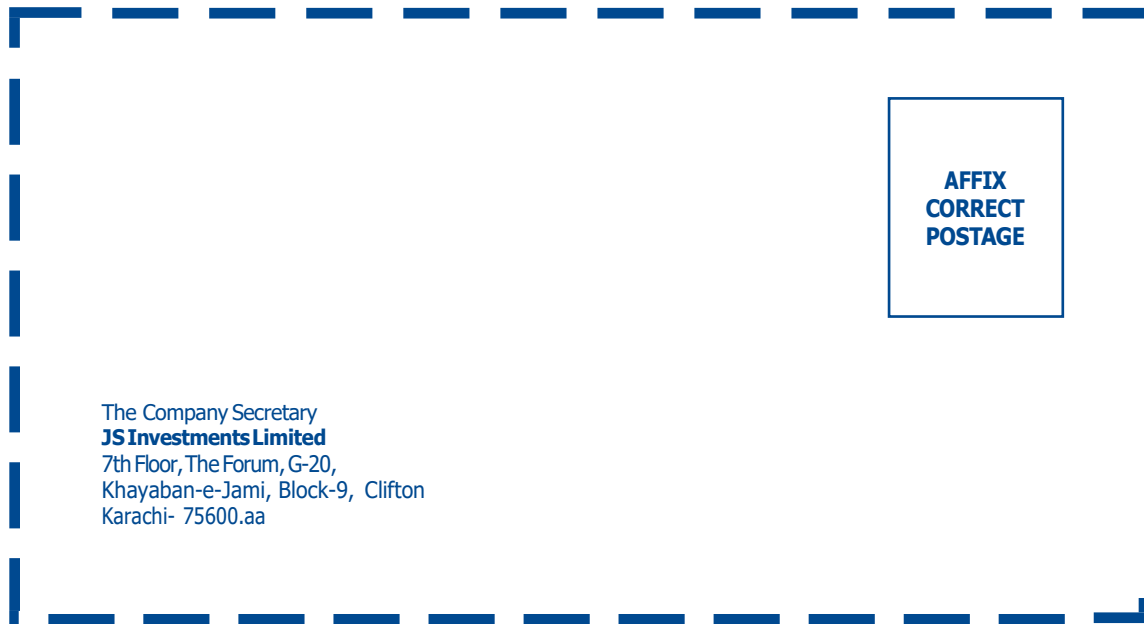 AFFIX
CORRECT
POSTAGE
The Company Secretary
JS Investments Limited
7th Floor, The Forum, G-20,
Khayaban-e-Jami, Block-9, Clifton
Karachi- 75600.aa